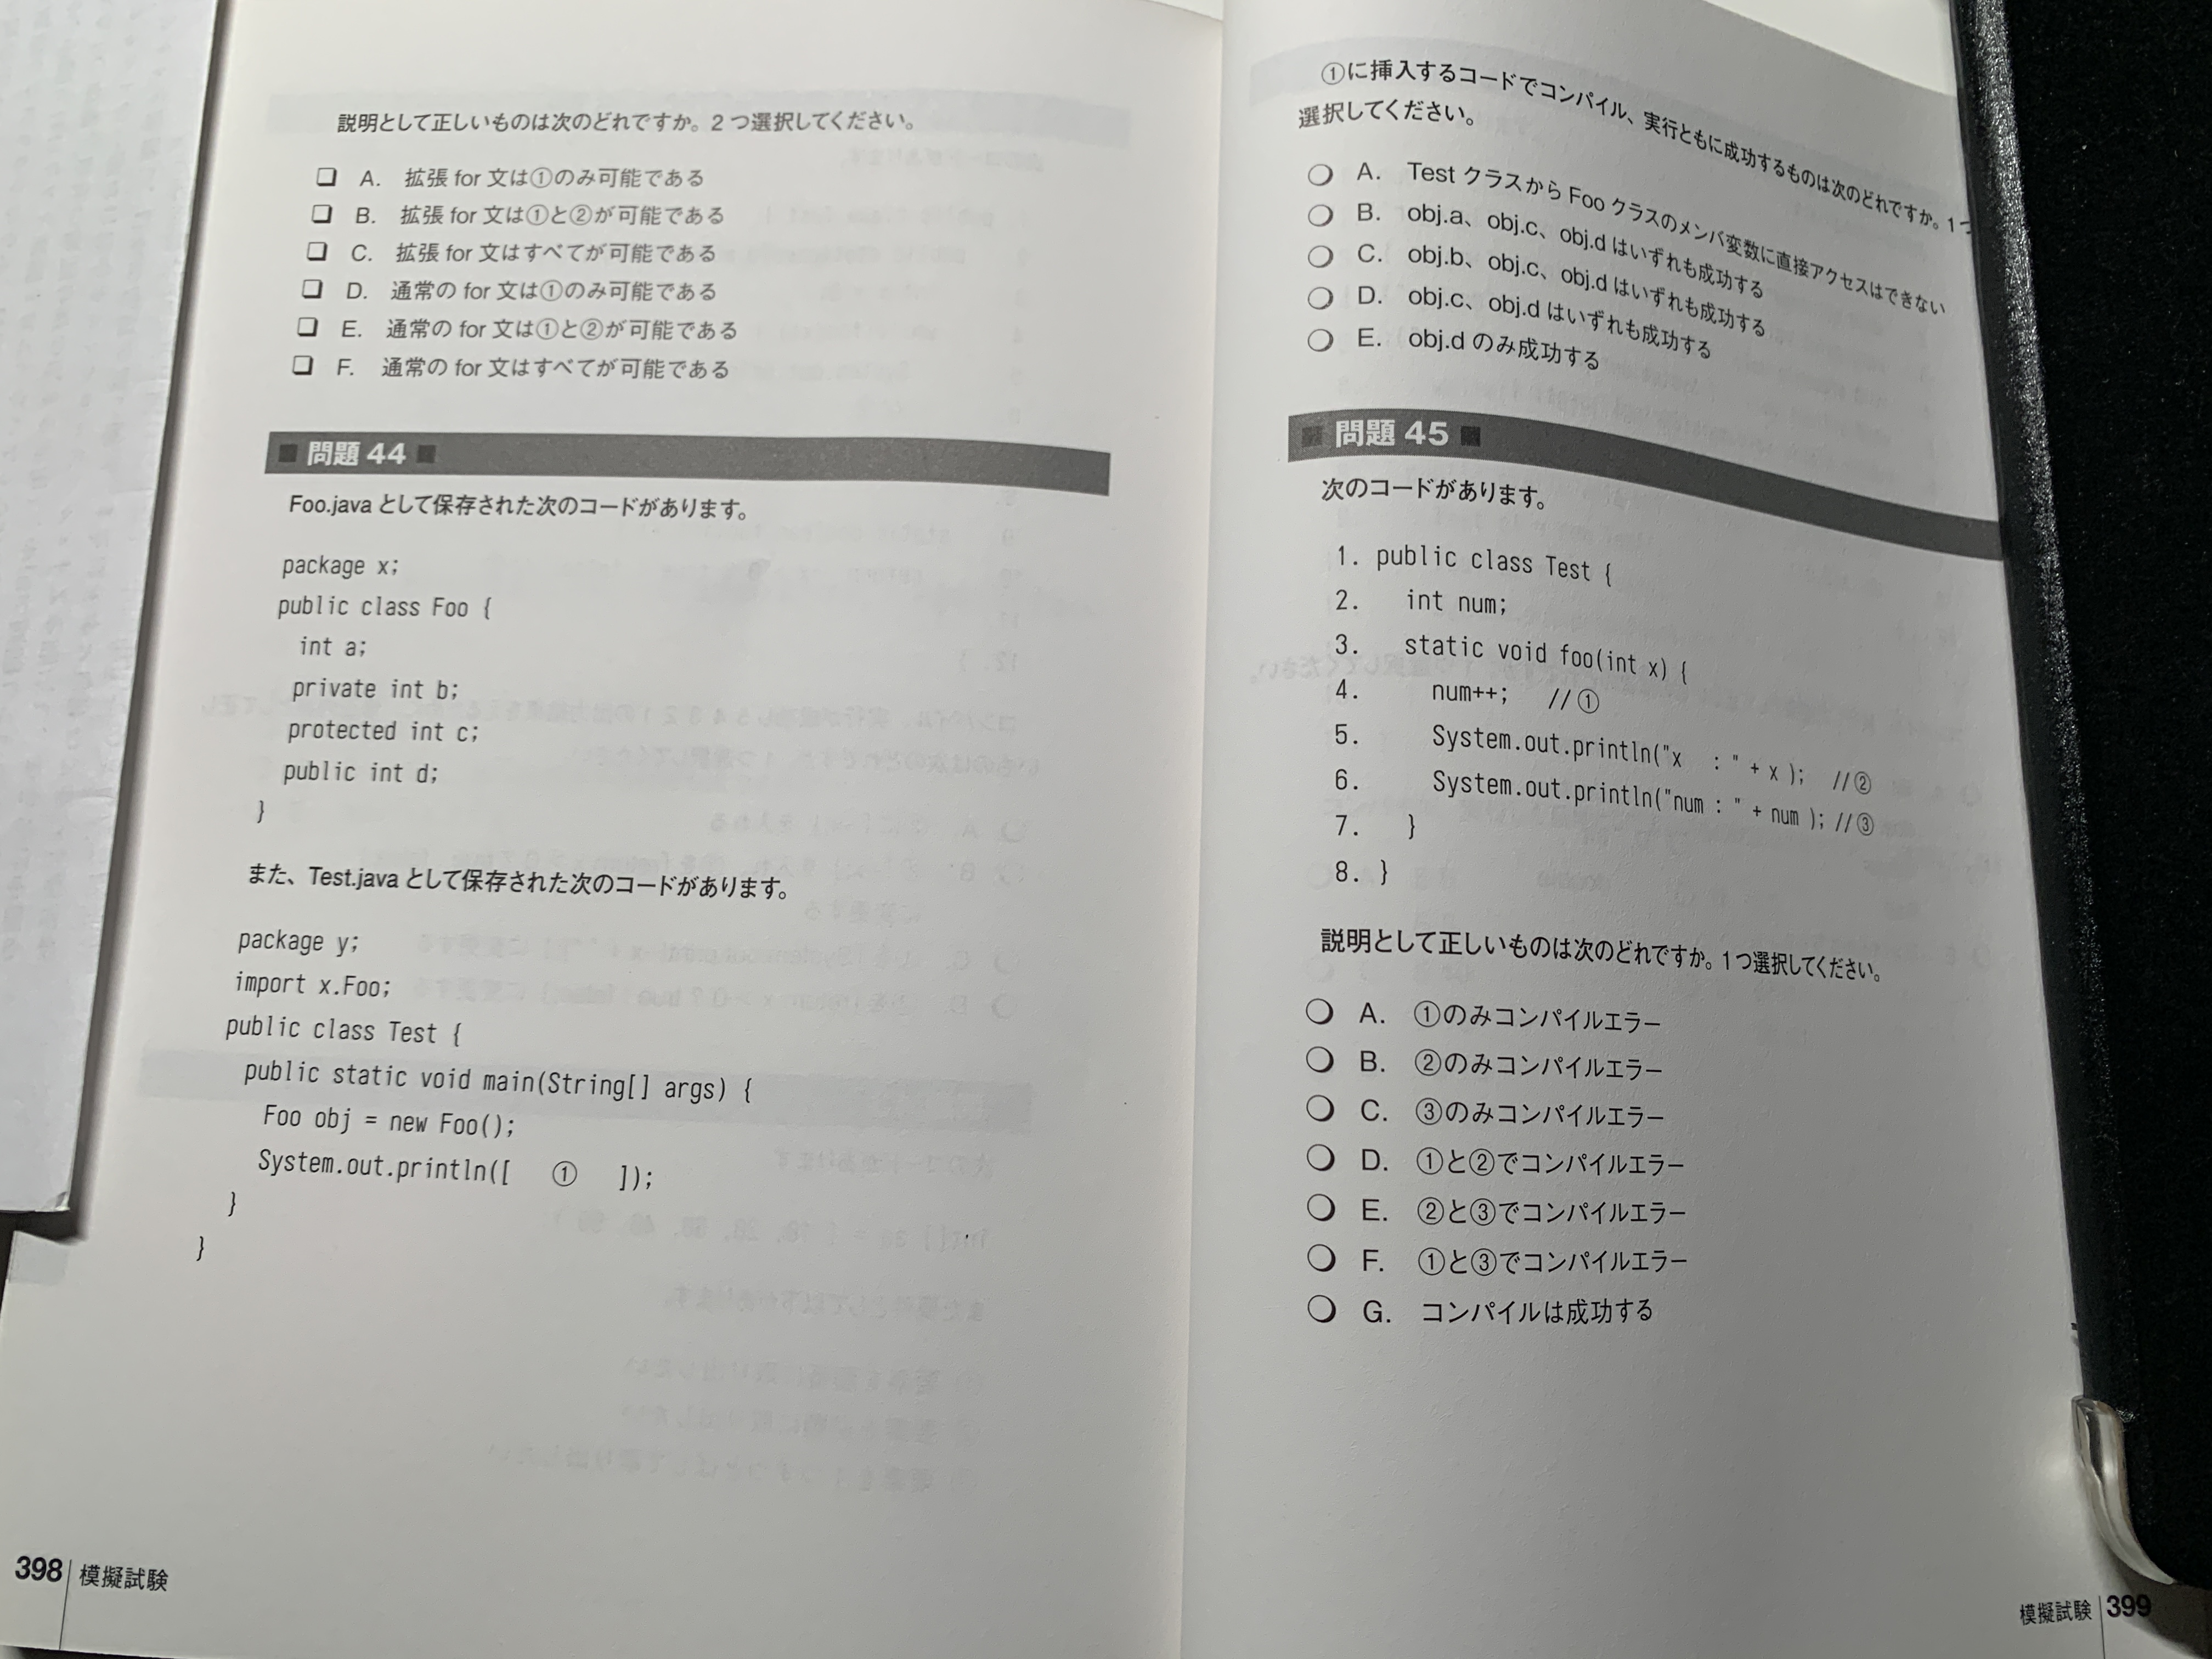 説明として正しいものは次のどれですか。2 つ選択してください。
❏ A. 拡張 for 文は①のみ可能である
❏ B. 拡張 for 文は①と②が可能である
❏ C. 拡張 for 文はすべてが可能である
❏ D. 通常の for 文は①のみ可能である
❏ E. 通常の for 文は①と②が可能である
❏ F. 通常の for 文はすべてが可能である
■ 問題 44 ■
Foo.java として保存された次のコードがあります。
package x;
public class Foo {
int a;
private int b;
protected int c;
public int d;
}
また、Test.java として保存された次のコードがあります。
package y;
import x.Foo;
public class Test {
public static void main(String[] args) {
Foo obj = new Foo();
System.out.println([ ① ]);
}
}
398 模擬試験
①に挿入するコードでコンパイル、実行ともに成功するものは次のどれですか。1 つ
選択してください。
○ A. Test クラスから Foo クラスのメンバ変数に直接アクセスはできない
○ B. obj.a、obj.c、obj.d はいずれも成功する
○ C. obj.b、obj.c、obj.d はいずれも成功する
○ D. obj.c、obj.d はいずれも成功する
○ E. obj.d のみ成功する
■ 問題 45 ■
次のコードがあります。
1. public class Test {
2. int num;
3. static void foo(int x) {
4. num++; //①
5. System.out.println("x : " + x ); //②
6. System.out.println("num : " + num ); //③
7. }
8. }
説明として正しいものは次のどれですか。1つ選択してください。
○ A. ①のみコンパイルエラー
○ B. ②のみコンパイルエラー
○ C. ③のみコンパイルエラー
○ D. ①と②でコンパイルエラー
○ E. ②と③でコンパイルエラー
○ F. ①と③でコンパイルエラー
○ G. コンパイルは成功する
模擬試験 399